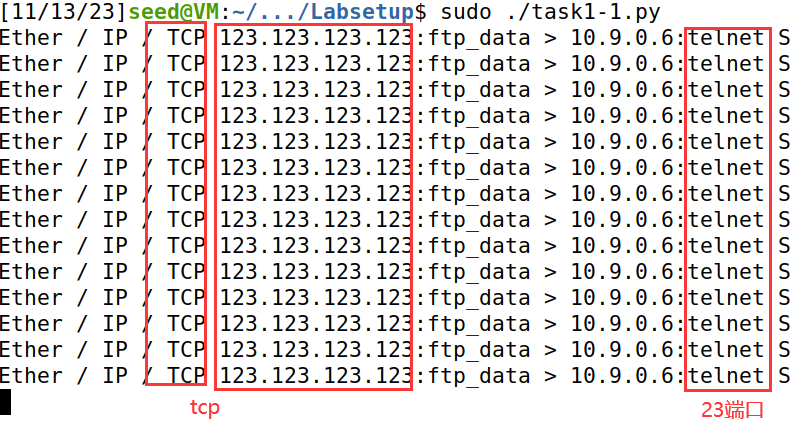 [11/13/23]seed@VM:~/.../Labsetup$ sudo ./task1-1.py
Ether / IP / TCP 123.123.123.123:ftp_data > 10.9.0.6:telnet S
Ether / IP / TCP 123.123.123.123:ftp_data > 10.9.0.6:telnet S
Ether / IP / TCP 123.123.123.123:ftp_data > 10.9.0.6:telnet S
Ether / IP / TCP 123.123.123.123:ftp_data > 10.9.0.6:telnet S
Ether / IP / TCP 123.123.123.123:ftp_data > 10.9.0.6:telnet S
Ether / IP / TCP 123.123.123.123:ftp_data > 10.9.0.6:telnet S
Ether / IP / TCP 123.123.123.123:ftp_data > 10.9.0.6:telnet S
Ether / IP / TCP 123.123.123.123:ftp_data > 10.9.0.6:telnet S
Ether / IP / TCP 123.123.123.123:ftp_data > 10.9.0.6:telnet S
Ether / IP / TCP 123.123.123.123:ftp_data > 10.9.0.6:telnet S
Ether / IP / TCP 123.123.123.123:ftp_data > 10.9.0.6:telnet S
Ether / IP / TCP 123.123.123.123:ftp_data > 10.9.0.6:telnet S
Ether / IP / TCP 123.123.123.123:ftp_data > 10.9.0.6:telnet S
Ether / IP / TCP 123.123.123.123:ftp_data > 10.9.0.6:telnet S
tcp
23端口